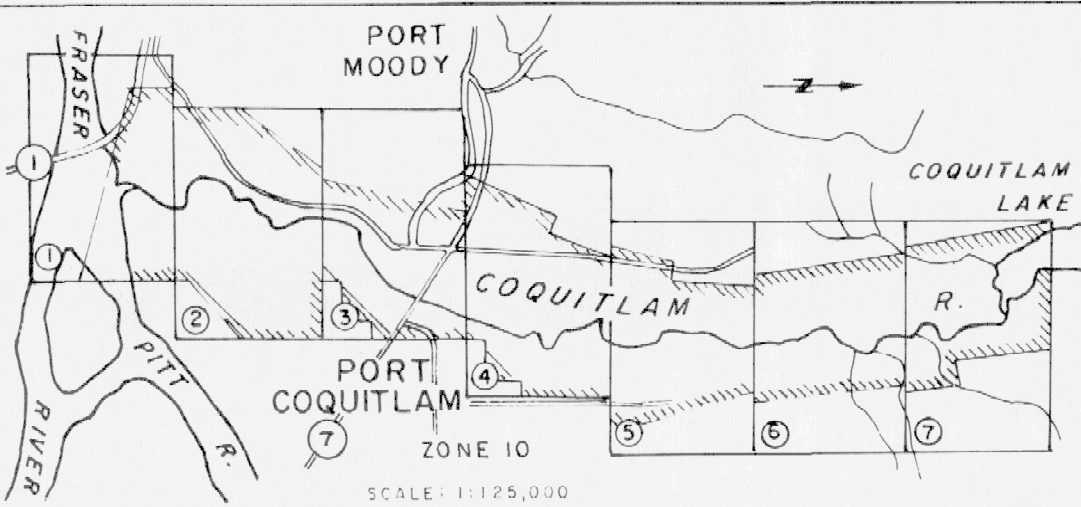 PORT
MOODY
FRASER
RIVER
N
COQUITLAM
LAKE
1
1
COQUITLAM
R.
2
3
4
5
6
7
PORT
COQUITLAM
PITT
R.
7
ZONE 10
SCALE: 1:125,000